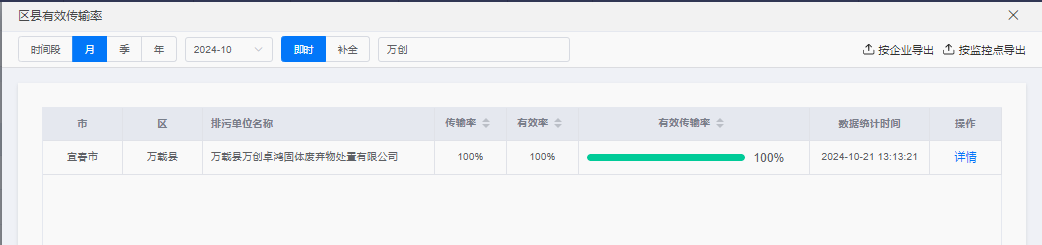 区县有效传输率
时间段 月 季 年 2024-10 即时 补全 万创 按企业导出 按监控点导出
市 区 排污单位名称 传输率 有效率 有效传输率 数据统计时间 操作
宜春市 万载县 万载县万创卓鸿固体废弃物处置有限公司 100% 100% 100% 2024-10-21 13:13:21 详情